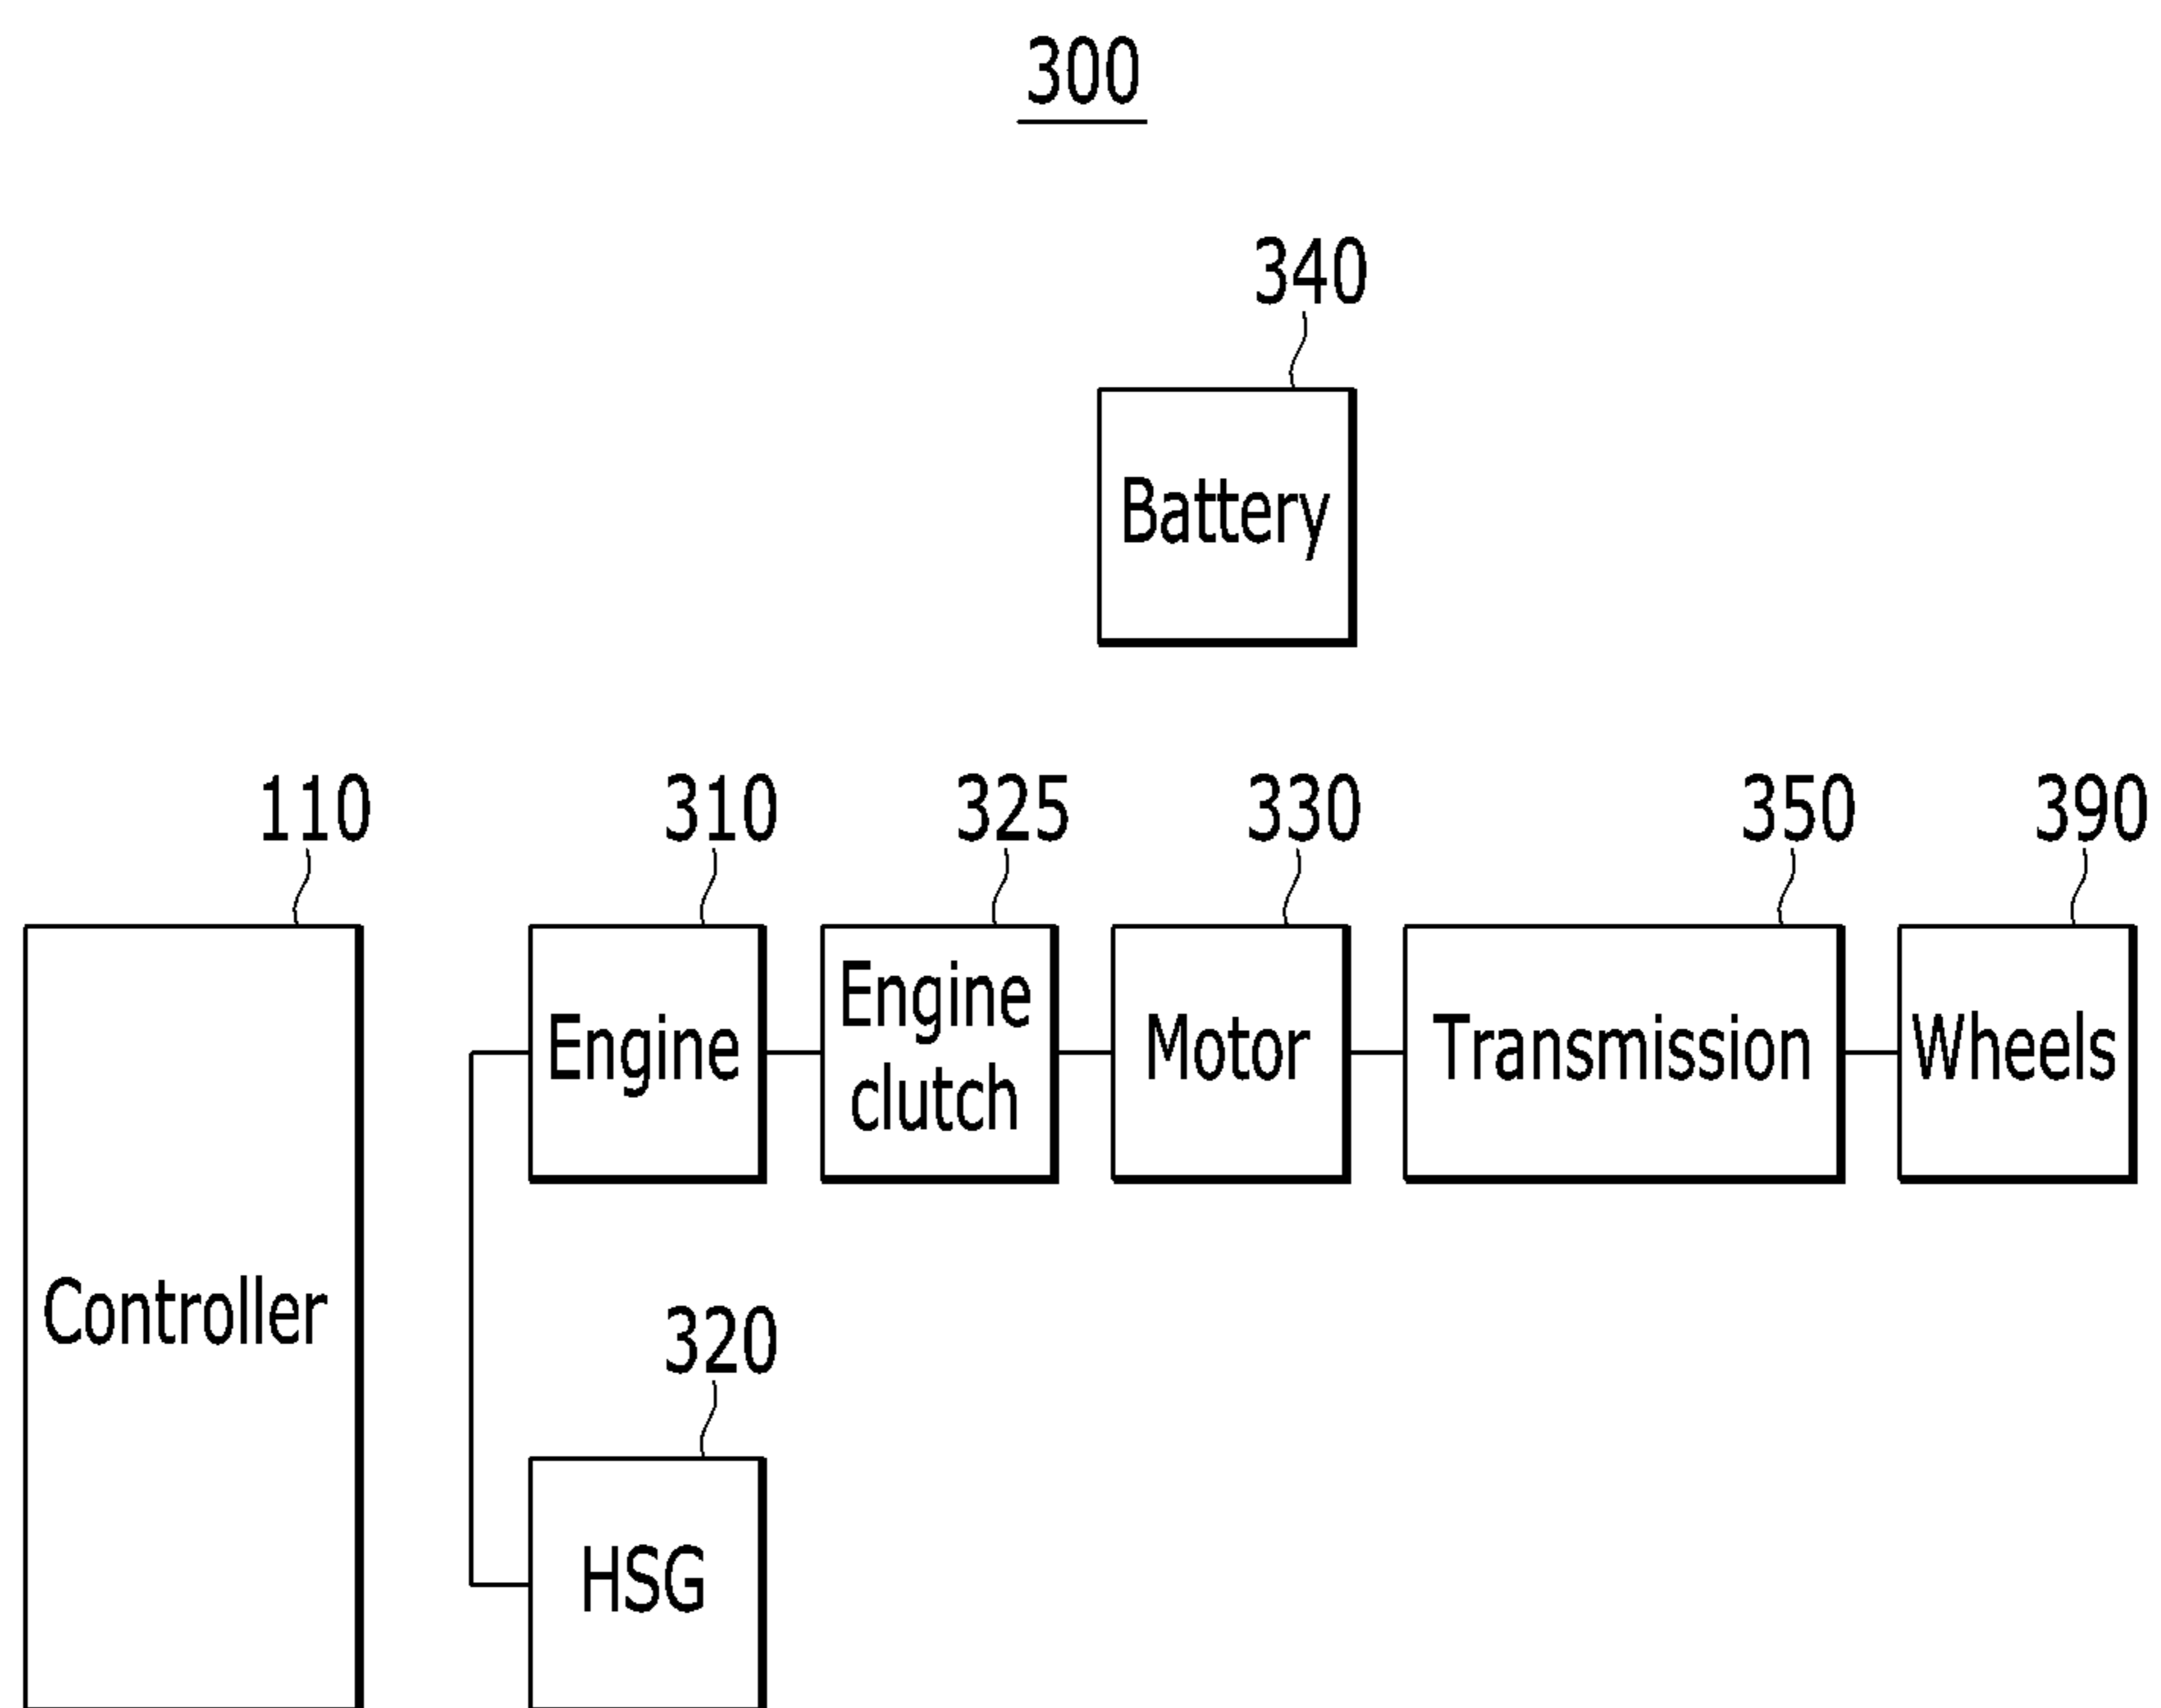 300
340
Battery
110
310
325
330
350
390
Controller
Engine
Engine
clutch
Motor
Transmission
Wheels
320
HSG